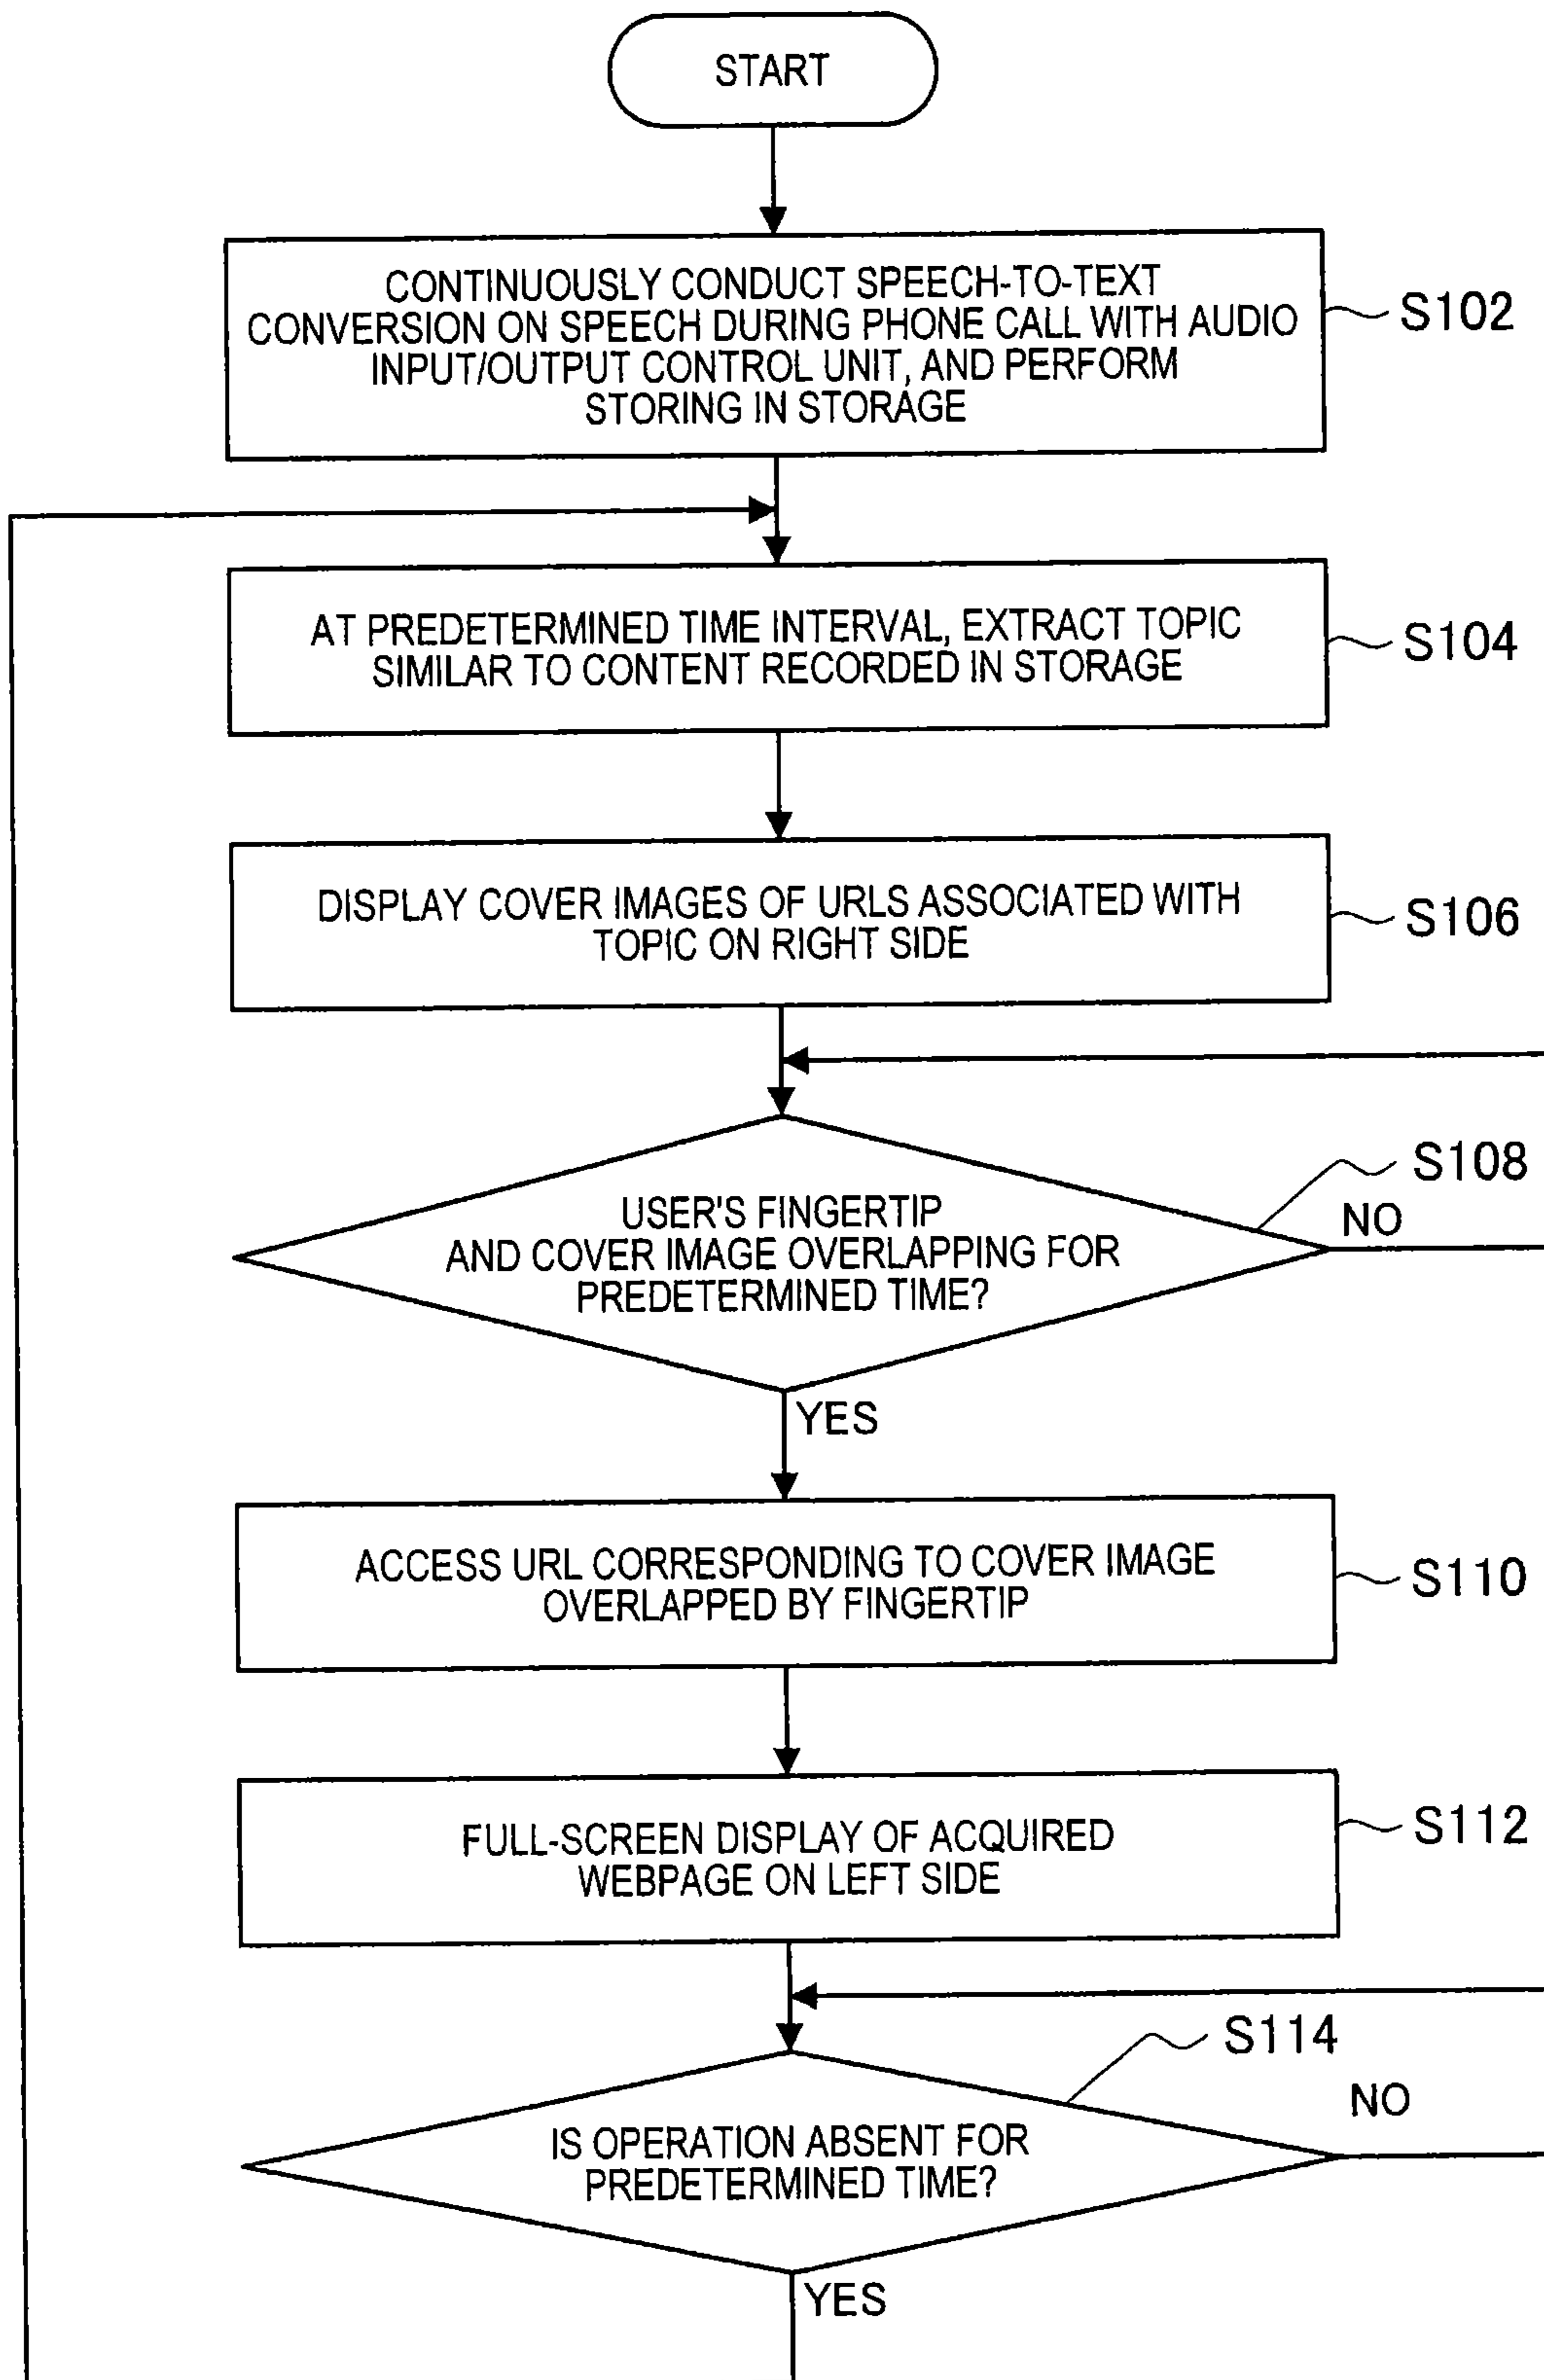 START
CONTINUOUSLY CONDUCT SPEECH-TO-TEXT
CONVERSION ON SPEECH DURING PHONE CALL WITH AUDIO
INPUT/OUTPUT CONTROL UNIT, AND PERFORM
STORING IN STORAGE
S102
AT PREDETERMINED TIME INTERVAL, EXTRACT TOPIC
SIMILAR TO CONTENT RECORDED IN STORAGE
S104
DISPLAY COVER IMAGES OF URLS ASSOCIATED WITH
TOPIC ON RIGHT SIDE
S106
S108
USER'S FINGERTIP
AND COVER IMAGE OVERLAPPING FOR
PREDETERMINED TIME?
NO
YES
ACCESS URL CORRESPONDING TO COVER IMAGE
OVERLAPPED BY FINGERTIP
S110
FULL-SCREEN DISPLAY OF ACQUIRED
WEBPAGE ON LEFT SIDE
S112
S114
NO
IS OPERATION ABSENT FOR
PREDETERMINED TIME?
YES